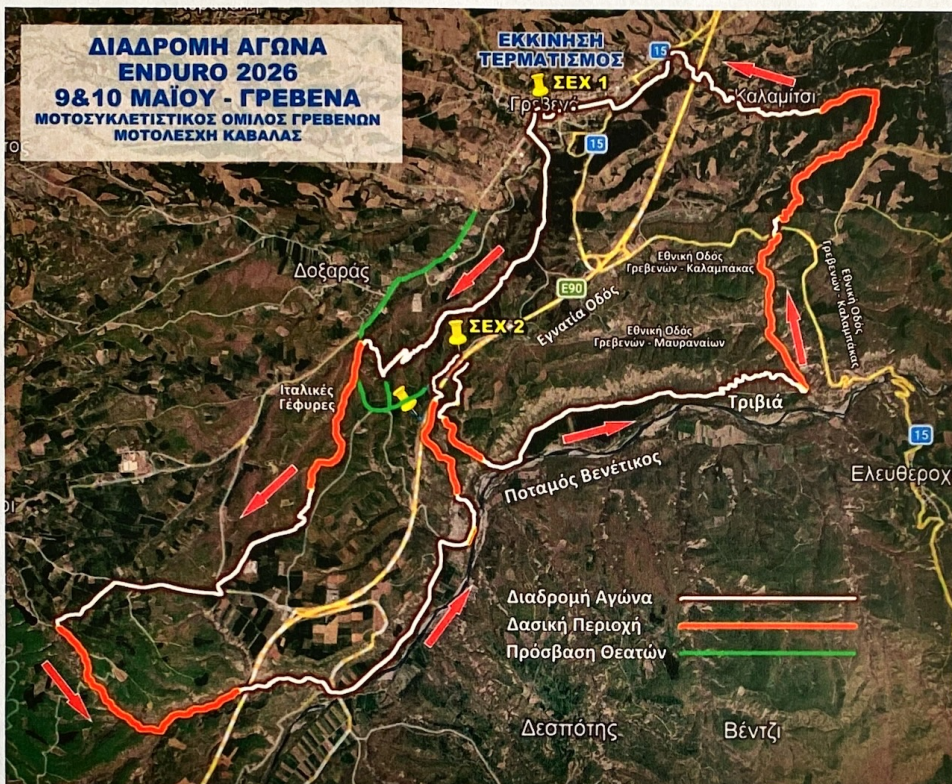 ΔΙΑΔΡΟΜΗ ΑΓΩΝΑ
ENDURO 2026
9&10 ΜΑΪΟΥ - ΓΡΕΒΕΝΑ
ΜΟΤΟΣΥΚΛΕΤΙΣΤΙΚΟΣ ΟΜΙΛΟΣ ΓΡΕΒΕΝΩΝ
ΜΟΤΟΛΕΣΧΗ ΚΑΒΑΛΑΣ
ΕΚΚΙΝΗΣΗ
ΤΕΡΜΑΤΙΣΜΟΣ
15
ΣΕΧ 1
Γρεβενά
Καλαμίτσι
15
Δοξαράς
Εθνική Οδός
Γρεβενών - Καλαμπάκας
Εθνική Οδός
Γρεβενών - Καλαμπάκας
E90
Εγνατία Οδός
ΣΕΧ 2
Εθνική Οδός
Γρεβενών - Μαυραναίων
Ιταλικές
Γέφυρες
Τριβιά
15
Ποταμός Βενέτικος
Ελευθεροχ
Διαδρομή Αγώνα
Δασική Περιοχή
Πρόσβαση Θεατών
Δεσπότης
Βέντζι